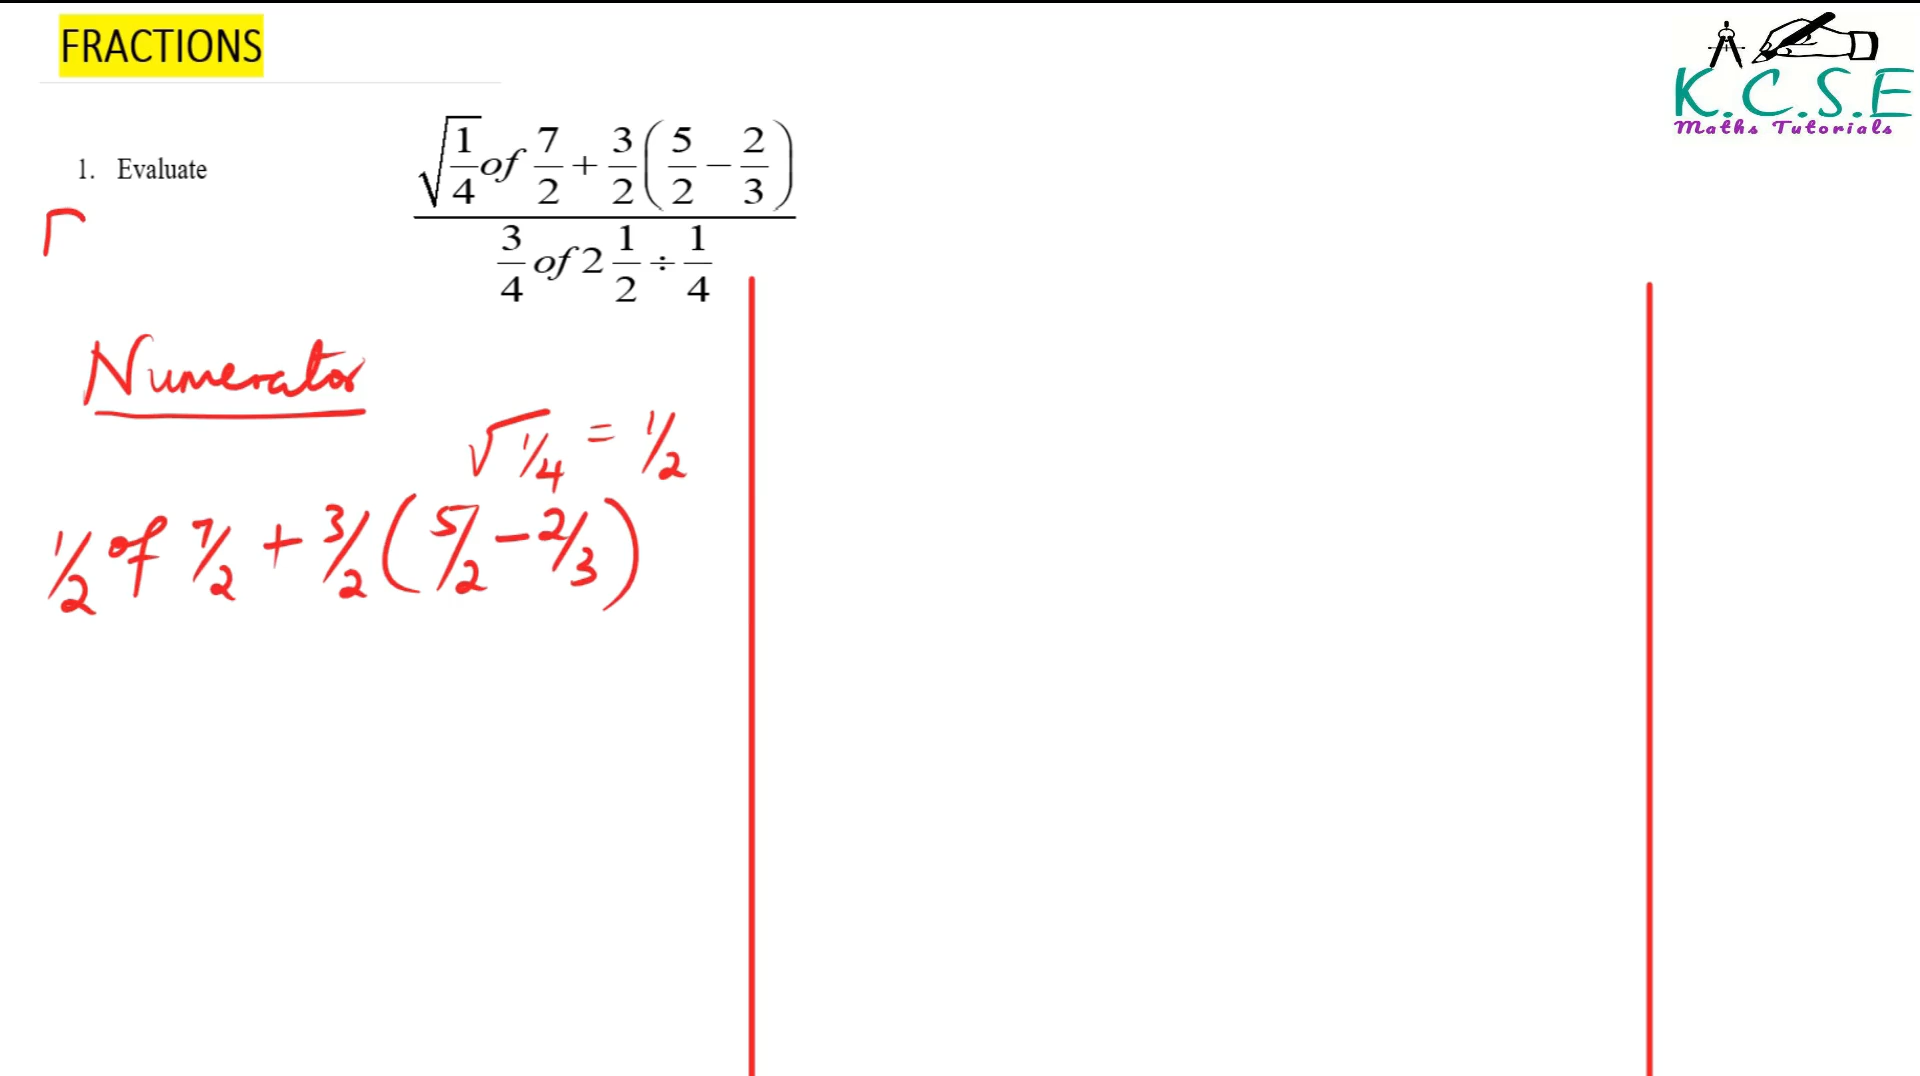 FRACTIONS
K.C.S.E
Maths Tutorials
1. Evaluate
√(1/4) of 7/2 + 3/2 (5/2 − 2/3)
3/4 of 2 1/2 ÷ 1/4
Numerator
√1/4 = 1/2
1/2 of 7/2 + 3/2 (5/2 − 2/3)